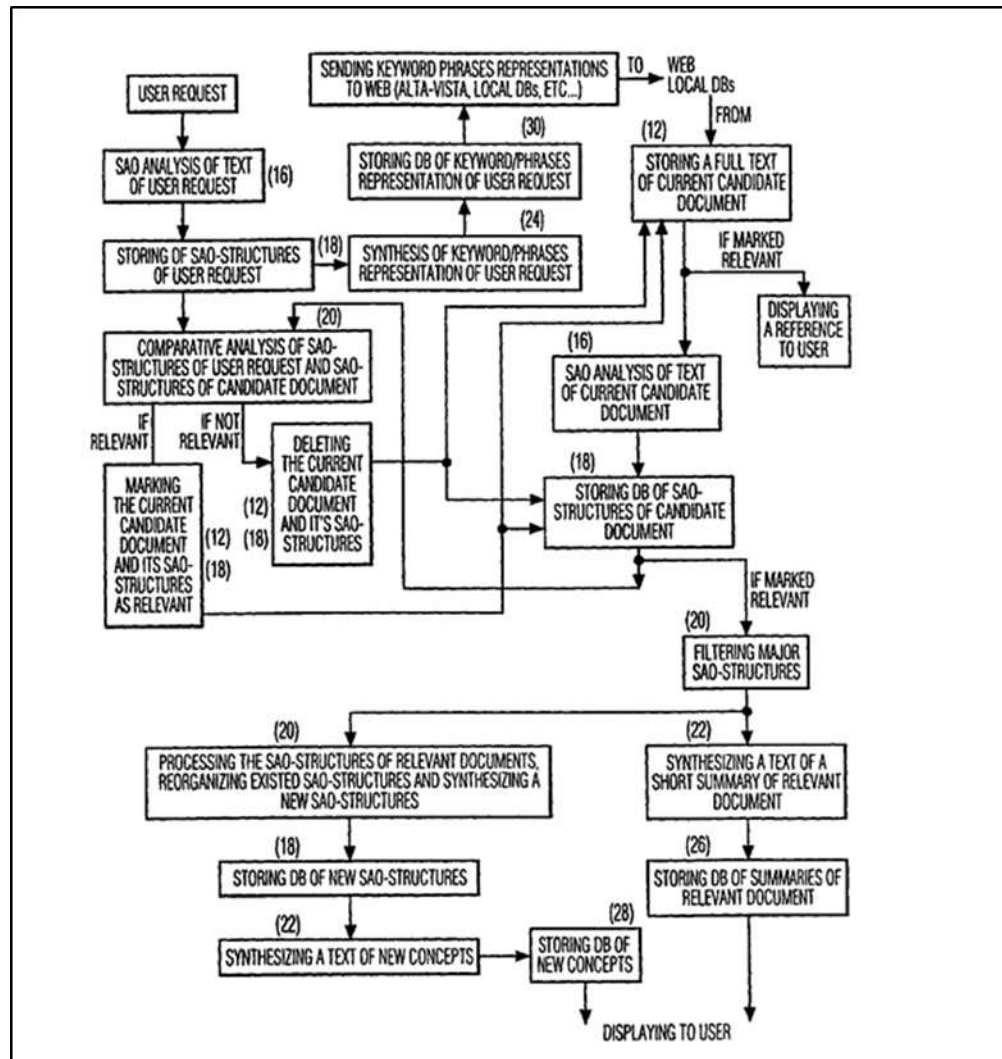 USER REQUEST
SAO ANALYSIS OF TEXT
OF USER REQUEST
(16)
STORING OF SAO-STRUCTURES
OF USER REQUEST
(18)
SENDING KEYWORD PHRASES REPRESENTATIONS
TO WEB (ALTA-VISTA, LOCAL DBs, ETC...)
TO
WEB
LOCAL DBs
FROM
(30)
STORING DB OF KEYWORD/PHRASES
REPRESENTATION OF USER REQUEST
(24)
SYNTHESIS OF KEYWORD/PHRASES
REPRESENTATION OF USER REQUEST
(12)
STORING A FULL TEXT
OF CURRENT CANDIDATE
DOCUMENT
IF MARKED
RELEVANT
DISPLAYING
A REFERENCE
TO USER
(20)
COMPARATIVE ANALYSIS OF SAO-
STRUCTURES OF USER REQUEST AND SAO-
STRUCTURES OF CANDIDATE DOCUMENT
IF
RELEVANT
IF NOT
RELEVANT
MARKING
THE CURRENT
CANDIDATE
DOCUMENT
AND ITS SAO-
STRUCTURES
AS RELEVANT
(12)
(18)
DELETING
THE CURRENT
CANDIDATE
DOCUMENT
AND IT'S SAO-
STRUCTURES
(12)
(18)
(16)
SAO ANALYSIS OF TEXT
OF CURRENT CANDIDATE
DOCUMENT
(18)
STORING DB OF SAO-
STRUCTURES OF CANDIDATE
DOCUMENT
IF MARKED
RELEVANT
(20)
FILTERING MAJOR
SAO-STRUCTURES
(20)
PROCESSING THE SAO-STRUCTURES OF RELEVANT DOCUMENTS,
REORGANIZING EXISTED SAO-STRUCTURES AND SYNTHESIZING A
NEW SAO-STRUCTURES
(18)
STORING DB OF NEW SAO-STRUCTURES
(22)
SYNTHESIZING A TEXT OF NEW CONCEPTS
(28)
STORING DB OF
NEW CONCEPTS
(22)
SYNTHESIZING A TEXT OF A
SHORT SUMMARY OF RELEVANT
DOCUMENT
(26)
STORING DB OF SUMMARIES OF
RELEVANT DOCUMENT
DISPLAYING TO USER